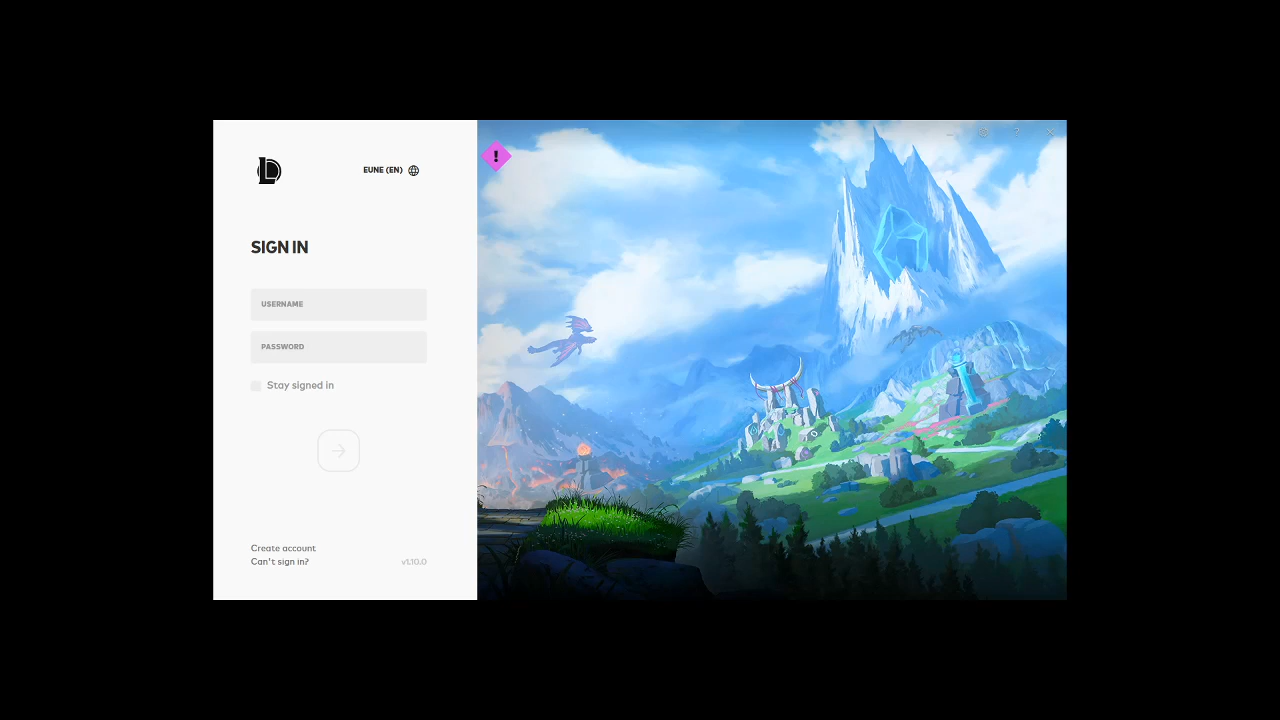 EUNE (EN)
SIGN IN
USERNAME
PASSWORD
Stay signed in
Create account
Can't sign in?
v1.10.0
!
?